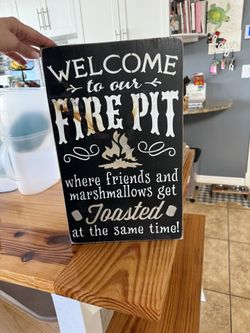 WELCOME
to our
FIRE PIT
where friends and
marshmallows get
Toasted
at the same time!